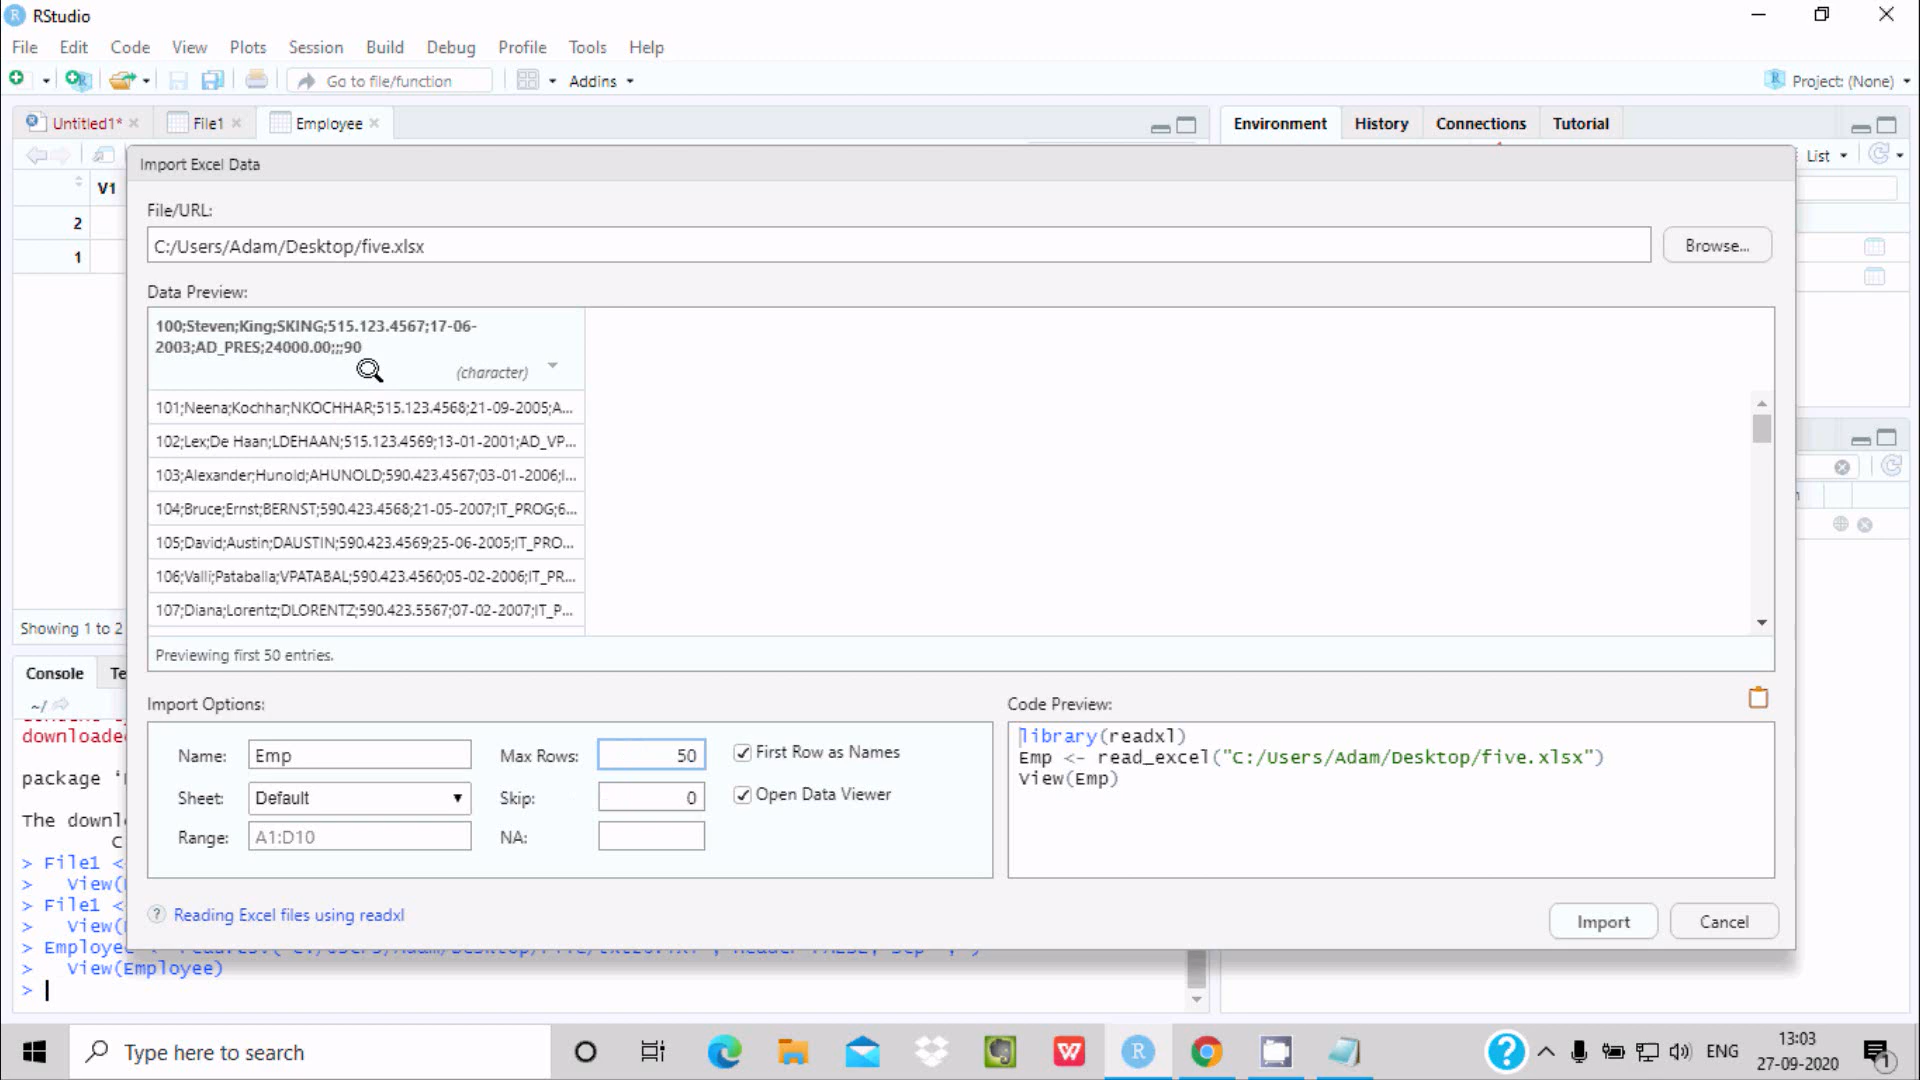 RStudio
File Edit Code View Plots Session Build Debug Profile Tools Help
Go to file/function Addins Project: (None)
Untitled1* File1 Employee
Environment History Connections Tutorial
List
V1
2
1
Showing 1 to 2
Import Excel Data
File/URL:
C:/Users/Adam/Desktop/five.xlsx
Browse...
Data Preview:
100;Steven;King;SKING;515.123.4567;17-06-
2003;AD_PRES;24000.00;;;90
(character)
101;Neena;Kochhar;NKOCHHAR;515.123.4568;21-09-2005;A...
102;Lex;De Haan;LDEHAAN;515.123.4569;13-01-2001;AD_VP...
103;Alexander;Hunold;AHUNOLD;590.423.4567;03-01-2006;I...
104;Bruce;Ernst;BERNST;590.423.4568;21-05-2007;IT_PROG;6...
105;David;Austin;DAUSTIN;590.423.4569;25-06-2005;IT_PRO...
106;Valli;Pataballa;VPATABAL;590.423.4560;05-02-2006;IT_PR...
107;Diana;Lorentz;DLORENTZ;590.423.5567;07-02-2007;IT_P...
Previewing first 50 entries.
Import Options:
Name: Emp Max Rows: 50 First Row as Names
Sheet: Default Skip: 0 Open Data Viewer
Range: A1:D10 NA:
Code Preview:
library(readxl)
Emp <- read_excel("C:/Users/Adam/Desktop/five.xlsx")
View(Emp)
Reading Excel files using readxl
Import Cancel
Console Te
~/
downloade
package
The downl
C
> File1 <
> View(
> File1 <
> View(
> Employee
> View(Employee)
>
Type here to search
ENG
13:03
27-09-2020
1